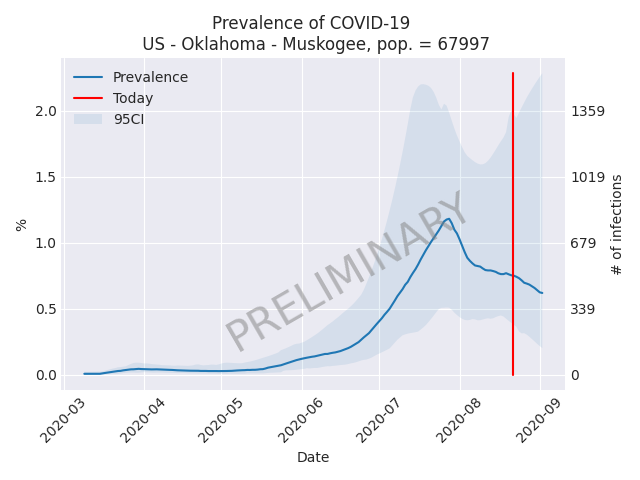 Prevalence of COVID-19
US - Oklahoma - Muskogee, pop. = 67997
Prevalence
Today
95CI
PRELIMINARY
%
2.0
1.5
1.0
0.5
0.0
1359
1019
679
339
0
# of infections
2020-03
2020-04
2020-05
2020-06
2020-07
2020-08
2020-09
Date